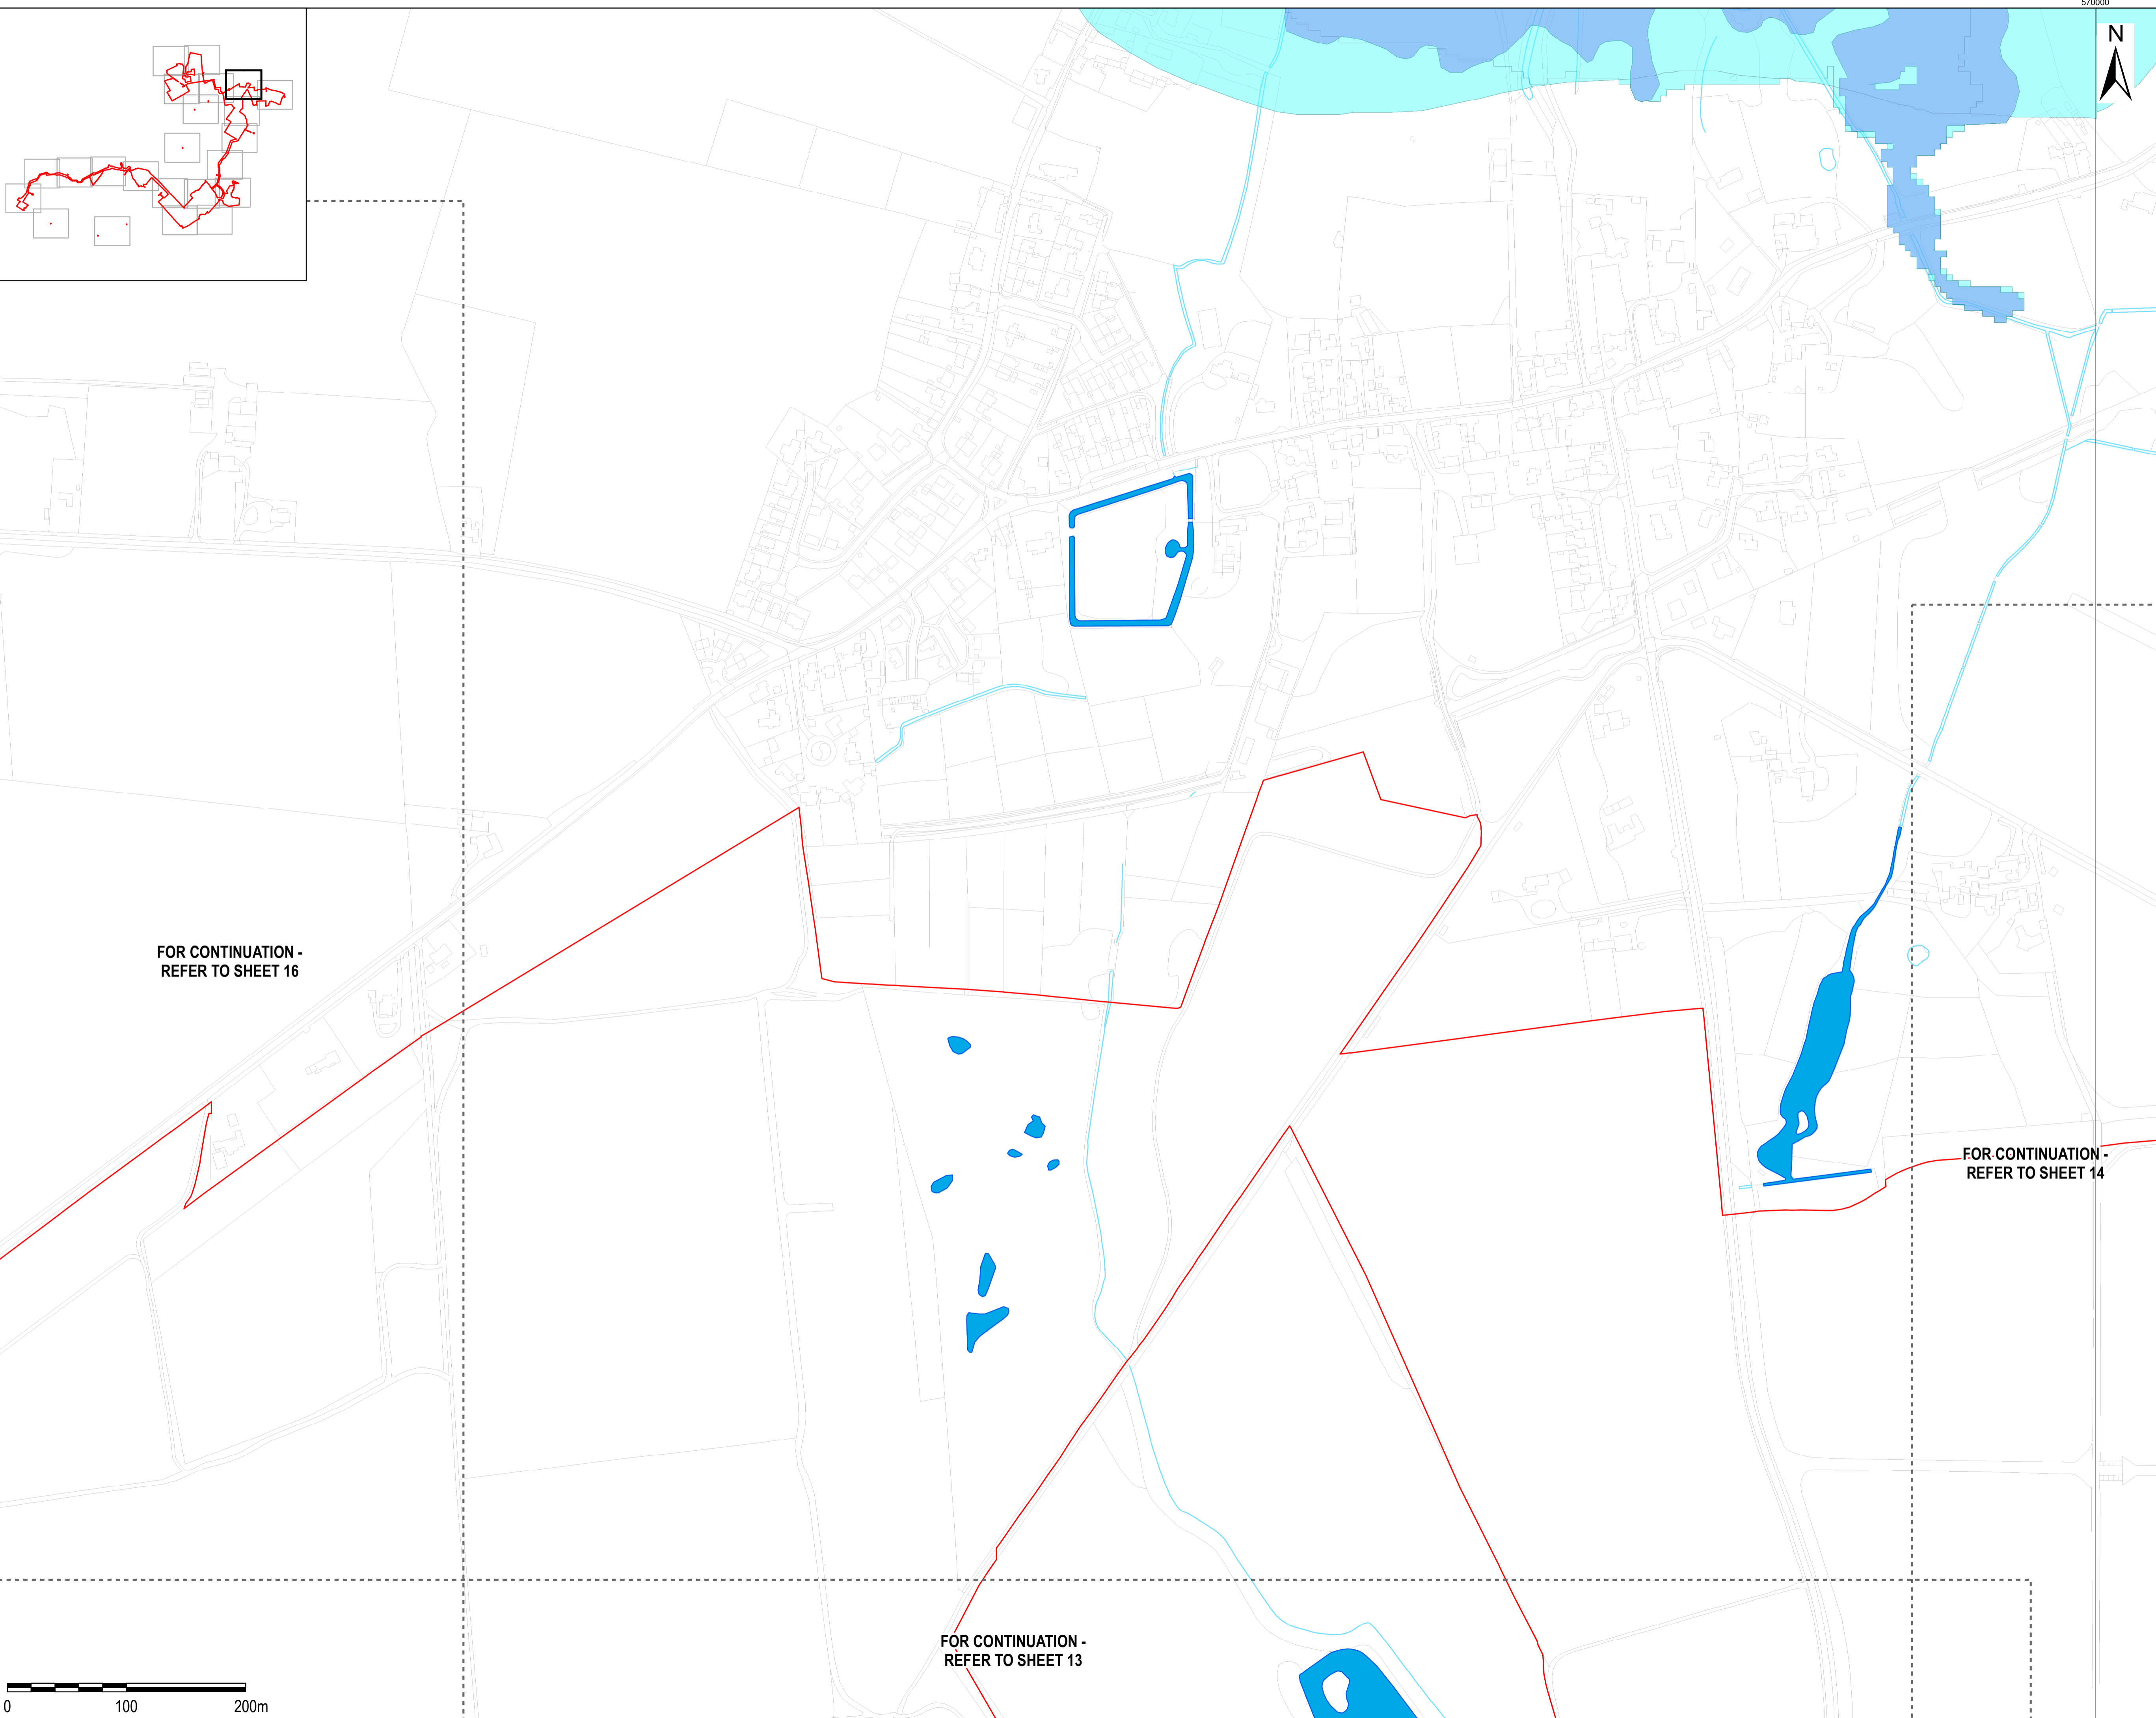 570000
N
FOR CONTINUATION -
REFER TO SHEET 16
FOR CONTINUATION -
REFER TO SHEET 14
FOR CONTINUATION -
REFER TO SHEET 13
0 100 200m